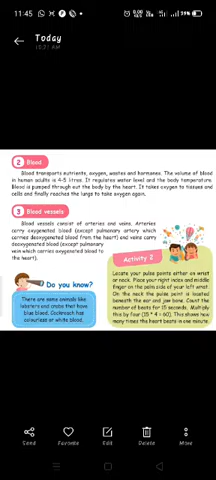 11:45
39%
Today
10:31 AM
2 Blood
Blood transports nutrients, oxygen, wastes and hormones. The volume of blood
in human adults is 4-5 litres. It regulates water level and the body temperature.
Blood is pumped through out the body by the heart. It takes oxygen to tissues and
cells and finally reaches the lungs to take oxygen again.
3 Blood vessels
Blood vessels consist of arteries and veins. Arteries
carry oxygenated blood (except pulmonary artery which
carries deoxygenated blood from the heart) and veins carry
deoxygenated blood (except pulmonary
vein which carries oxygenated blood to
the heart).
Do you know?
There are some animals like
lobsters and crabs that have
blue blood. Cockroach has
colourless or white blood.
Activity 2
Locate your pulse points either on wrist
or neck. Place your right index and middle
finger on the palm side of your left wrist.
On the neck the pulse point is located
beneath the ear and jaw bone. Count the
number of beats for 15 seconds. Multiply
this by four (15 * 4 = 60). This shows how
many times the heart beats in one minute.
Send
Favorite
Edit
Delete
More